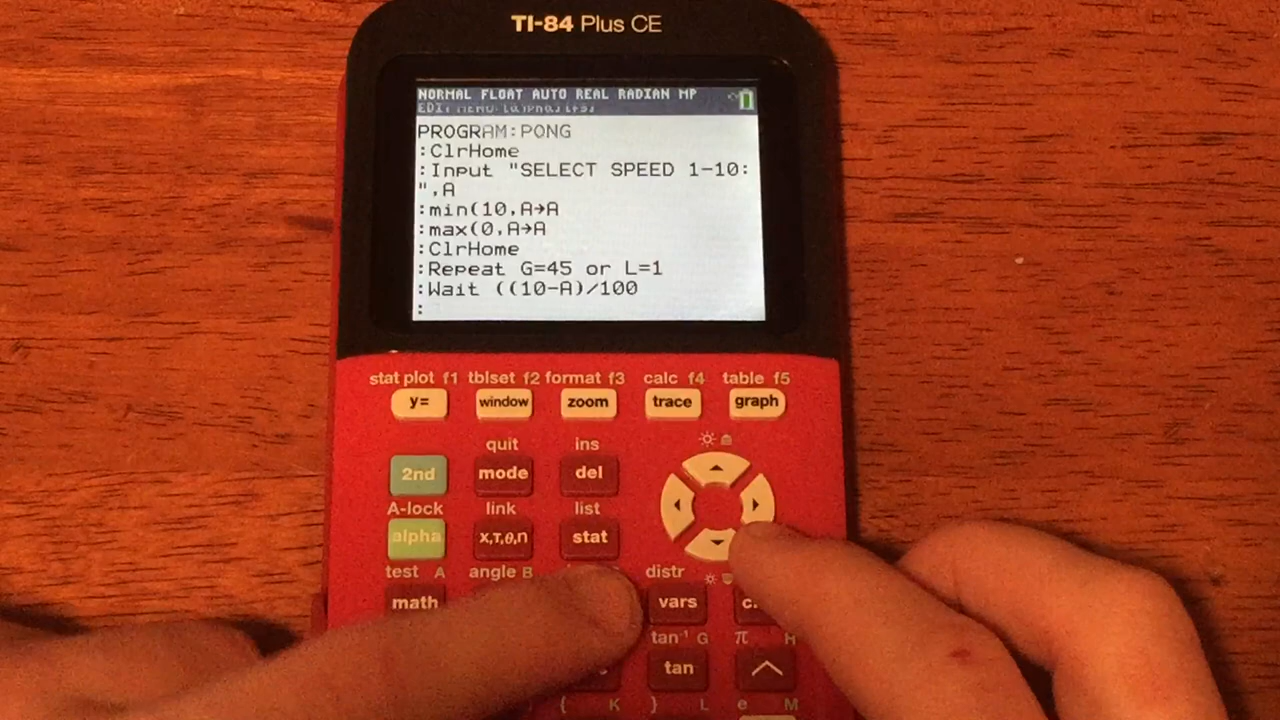 TI-84 Plus CE
NORMAL FLOAT AUTO REAL RADIAN MP
PROGRAM:PONG
:ClrHome
:Input "SELECT SPEED 1-10:
",A
:min(10,A→A
:max(0,A→A
:ClrHome
:Repeat G=45 or L=1
:Wait ((10-A)/100
:
stat plot f1 tblset f2 format f3 calc f4 table f5
y= window zoom trace graph
quit ins
2nd mode del
A-lock link list
alpha x,T,θ,n stat
test A angle B distr
math vars
tan⁻¹ G π H
tan
{ K } L e M